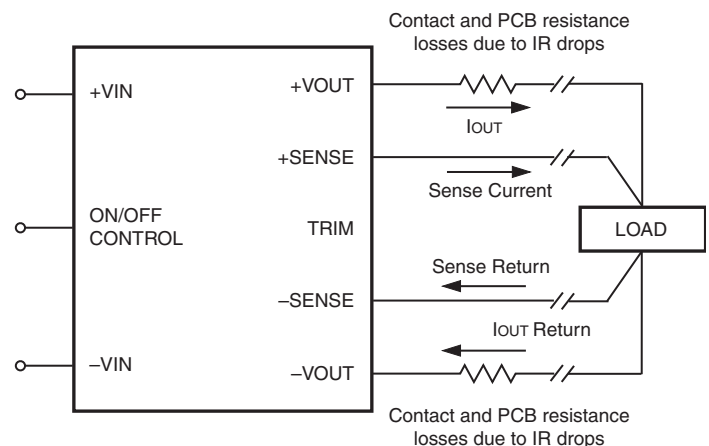 Contact and PCB resistance
losses due to IR drops
+VOUT
IOUT
+VIN
+SENSE
Sense Current
ON/OFF
CONTROL
TRIM
LOAD
Sense Return
–SENSE
IOUT Return
–VIN
–VOUT
Contact and PCB resistance
losses due to IR drops